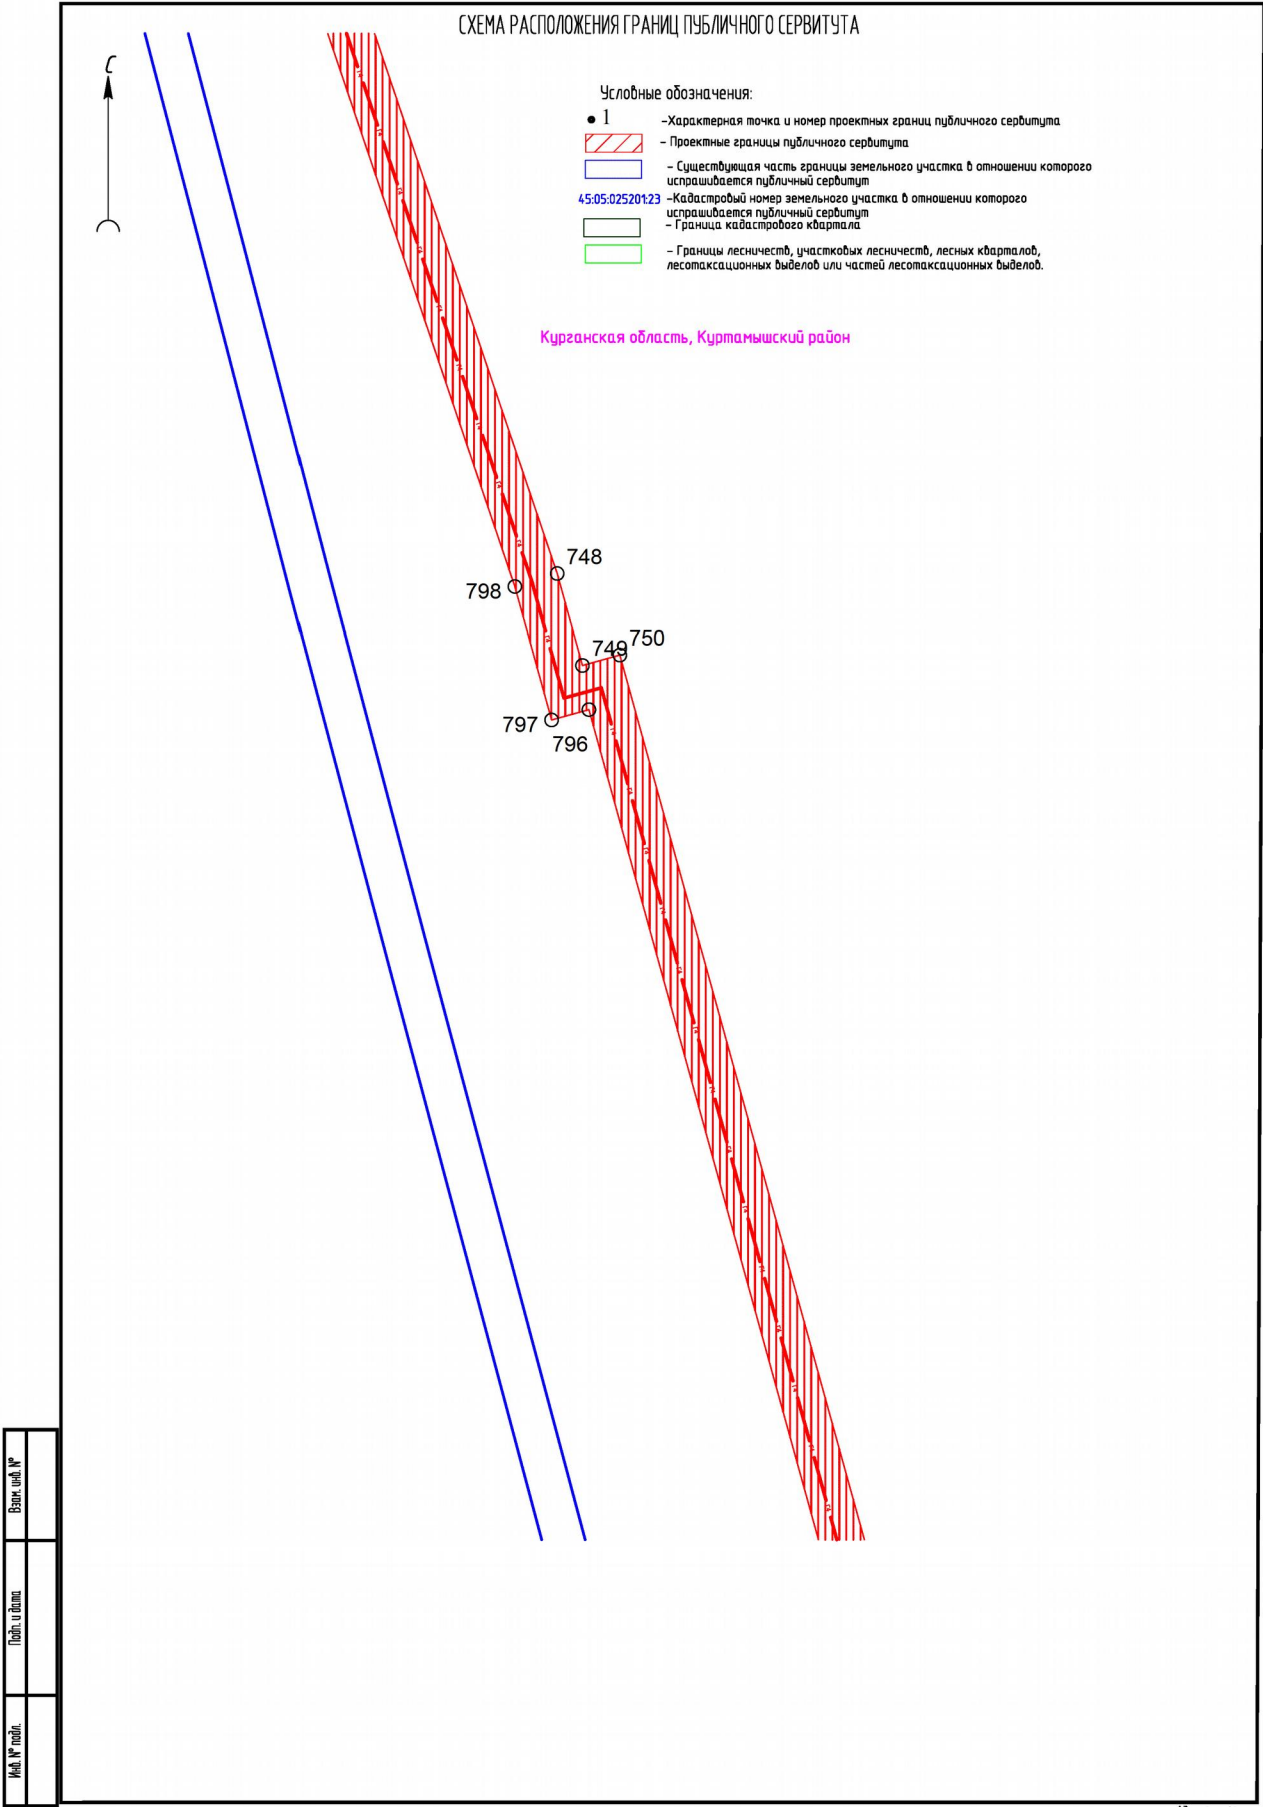 СХЕМА РАСПОЛОЖЕНИЯ ГРАНИЦ ПУБЛИЧНОГО СЕРВИТУТА
С
Условные обозначения:
1 -Характерная точка и номер проектных границ публичного сервитута
- Проектные границы публичного сервитута
- Существующая часть границы земельного участка в отношении которого
испрашивается публичный сервитут
45:05:025201:23 -Кадастровый номер земельного участка в отношении которого
испрашивается публичный сервитут
- Граница кадастрового квартала
- Границы лесничеств, участковых лесничеств, лесных кварталов,
лесотаксационных выделов или частей лесотаксационных выделов.
Курганская область, Куртамышский район
748
798
749
750
797
796
Взам. инв. №
Подп. и дата
Инв. № подл.